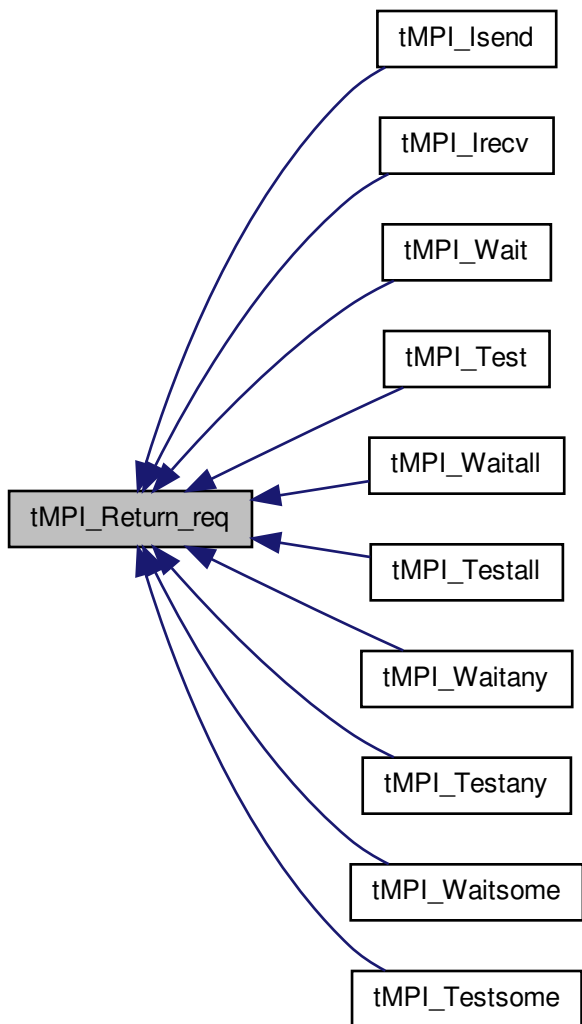 tMPI_Isend
tMPI_Irecv
tMPI_Wait
tMPI_Test
tMPI_Waitall
tMPI_Return_req
tMPI_Testall
tMPI_Waitany
tMPI_Testany
tMPI_Waitsome
tMPI_Testsome